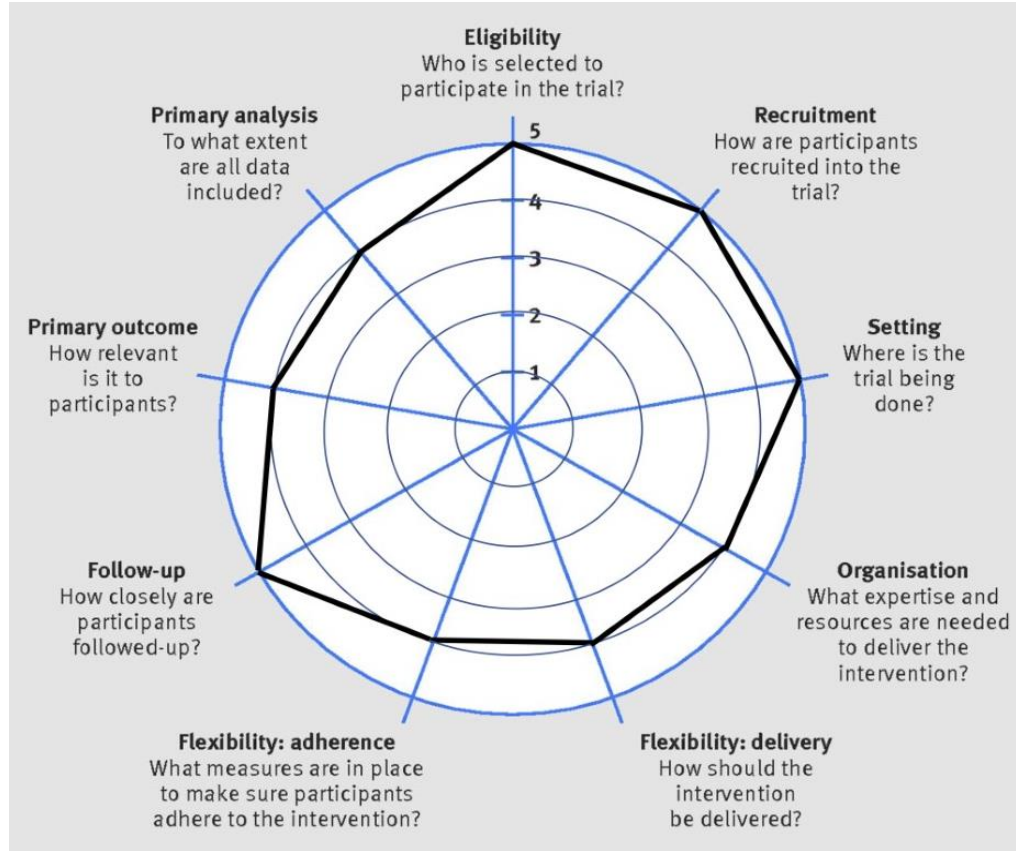 Eligibility
Who is selected to
participate in the trial?
Recruitment
How are participants
recruited into the
trial?
Setting
Where is the
trial being
done?
Organisation
What expertise and
resources are needed
to deliver the
intervention?
Flexibility: delivery
How should the
intervention
be delivered?
Flexibility: adherence
What measures are in place
to make sure participants
adhere to the intervention?
Follow-up
How closely are
participants
followed-up?
Primary outcome
How relevant
is it to
participants?
Primary analysis
To what extent
are all data
included?
5
4
3
2
1